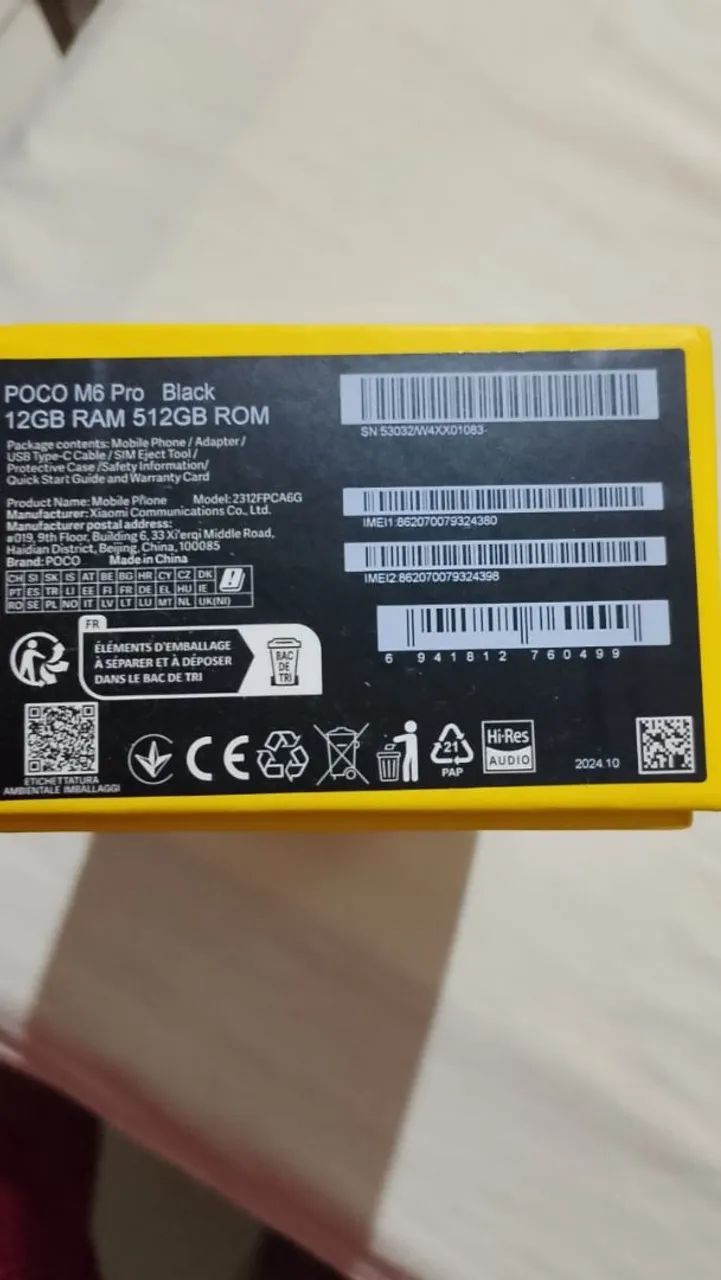 POCO M6 Pro Black
12GB RAM 512GB ROM
Package contents: Mobile Phone / Adapter /
USB Type-C Cable / SIM Eject Tool /
Protective Case /Safety Information/
Quick Start Guide and Warranty Card
Product Name: Mobile Phone Model: 2312FPCA6G
Manufacturer: Xiaomi Communications Co., Ltd.
Manufacturer postal address:
#019, 9th Floor, Building 6, 33 Xi'erqi Middle Road,
Haidian District, Beijing, China, 100085
Brand: POCO Made in China
CH SI SK IS AT BE BG HR CY CZ DK
PT ES TR LI EE FI FR DE EL HU IE
RO SE PL NO IT LV LT LU MT NL UK(NI)
SN:53032/W4XX01083
IMEI1:862070079324380
IMEI2:862070079324398
6 941812 760499
FR
ÉLÉMENTS D'EMBALLAGE
À SÉPARER ET À DÉPOSER
DANS LE BAC DE TRI
BAC
DE
TRI
ETICHETTATURA
AMBIENTALE IMBALLAGGI
CE
21
PAP
Hi-Res
AUDIO
2024.10